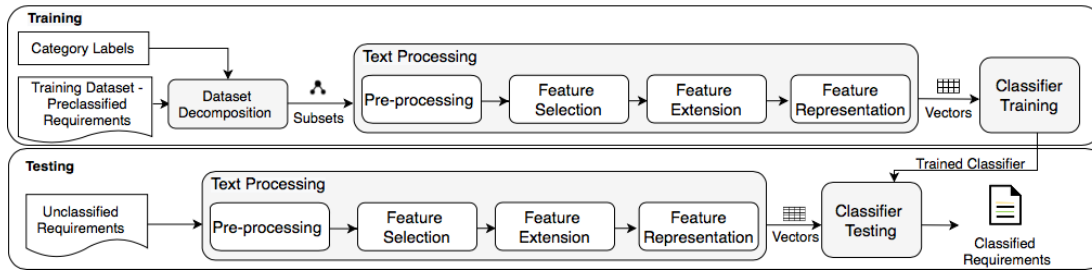 Training
Category Labels
Training Dataset -
Preclassified
Requirements
Dataset
Decomposition
Subsets
Text Processing
Pre-processing
Feature
Selection
Feature
Extension
Feature
Representation
Vectors
Classifier
Training
Trained Classifier
Testing
Unclassified
Requirements
Text Processing
Pre-processing
Feature
Selection
Feature
Extension
Feature
Representation
Vectors
Classifier
Testing
Classified
Requirements